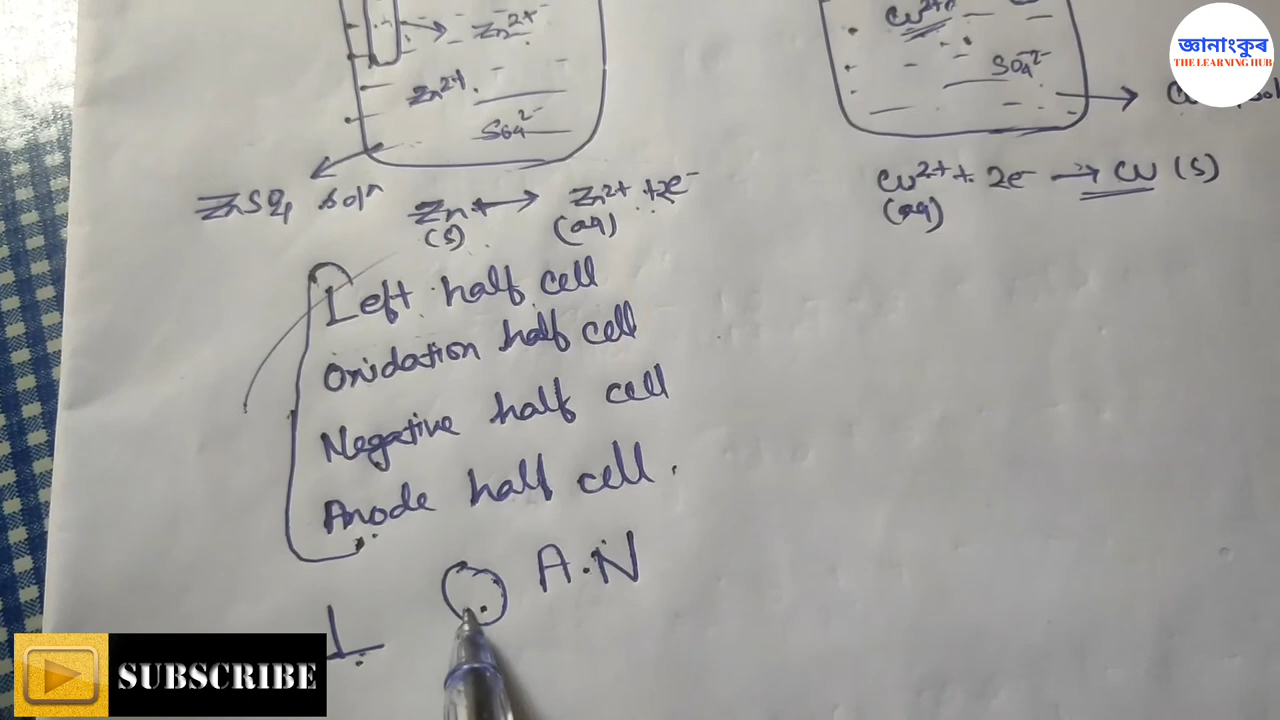 Zn²⁺
Zn²⁺
SO₄²⁻
Cu²⁺
SO₄²⁻
ZnSO₄ solⁿ
Zn → Zn²⁺ + 2e⁻
(s) (aq)
Cu²⁺ + 2e⁻ → Cu (s)
(aq)
Left half cell
Oxidation half cell
Negative half cell
Anode half cell.
L O A.N
জ্ঞানাংকুৰ
THE LEARNING HUB
SUBSCRIBE